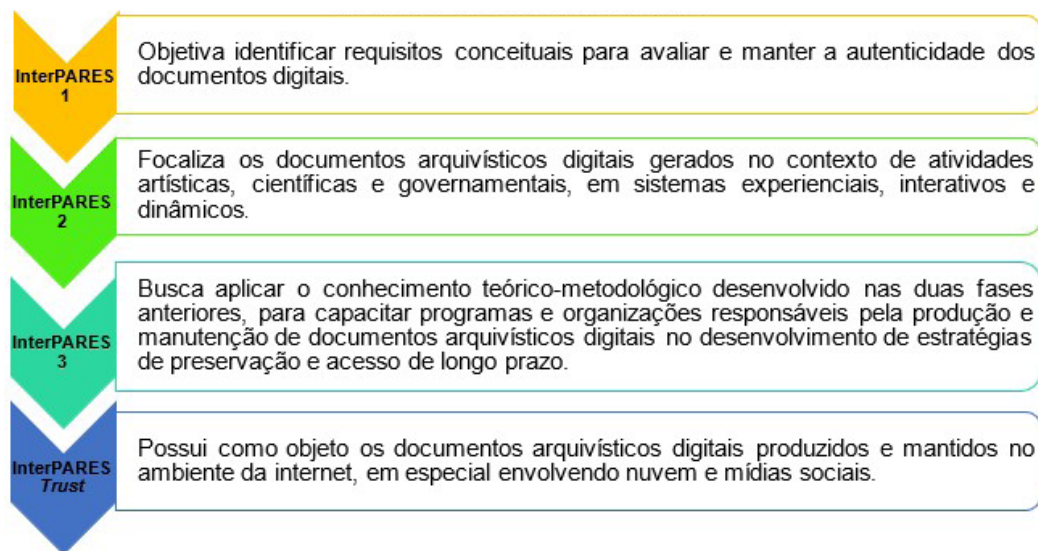 InterPARES
1
Objetiva identificar requisitos conceituais para avaliar e manter a autenticidade dos
documentos digitais.
InterPARES
2
Focaliza os documentos arquivísticos digitais gerados no contexto de atividades
artísticas, científicas e governamentais, em sistemas experienciais, interativos e
dinâmicos.
InterPARES
3
Busca aplicar o conhecimento teórico-metodológico desenvolvido nas duas fases
anteriores, para capacitar programas e organizações responsáveis pela produção e
manutenção de documentos arquivísticos digitais no desenvolvimento de estratégias
de preservação e acesso de longo prazo.
InterPARES
Trust
Possui como objeto os documentos arquivísticos digitais produzidos e mantidos no
ambiente da internet, em especial envolvendo nuvem e mídias sociais.